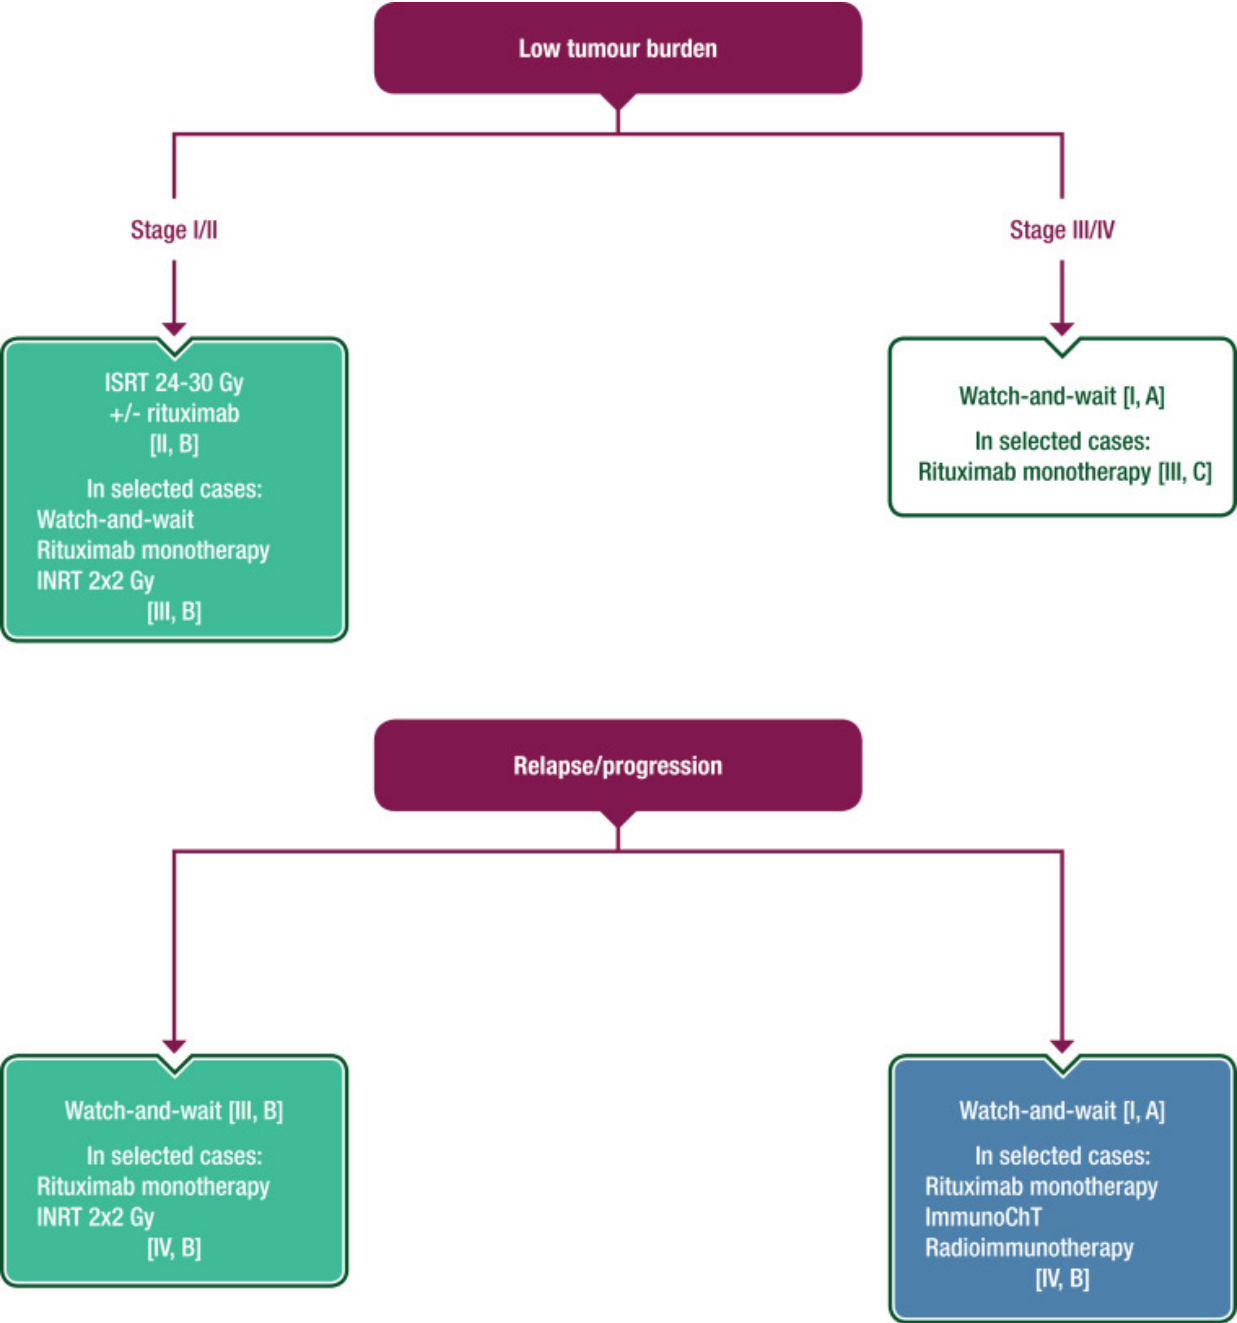 Low tumour burden
Stage I/II
Stage III/IV
ISRT 24-30 Gy
+/- rituximab
[II, B]
In selected cases:
Watch-and-wait
Rituximab monotherapy
INRT 2x2 Gy
[III, B]
Watch-and-wait [I, A]
In selected cases:
Rituximab monotherapy [III, C]
Relapse/progression
Watch-and-wait [III, B]
In selected cases:
Rituximab monotherapy
INRT 2x2 Gy
[IV, B]
Watch-and-wait [I, A]
In selected cases:
Rituximab monotherapy
ImmunoChT
Radioimmunotherapy
[IV, B]